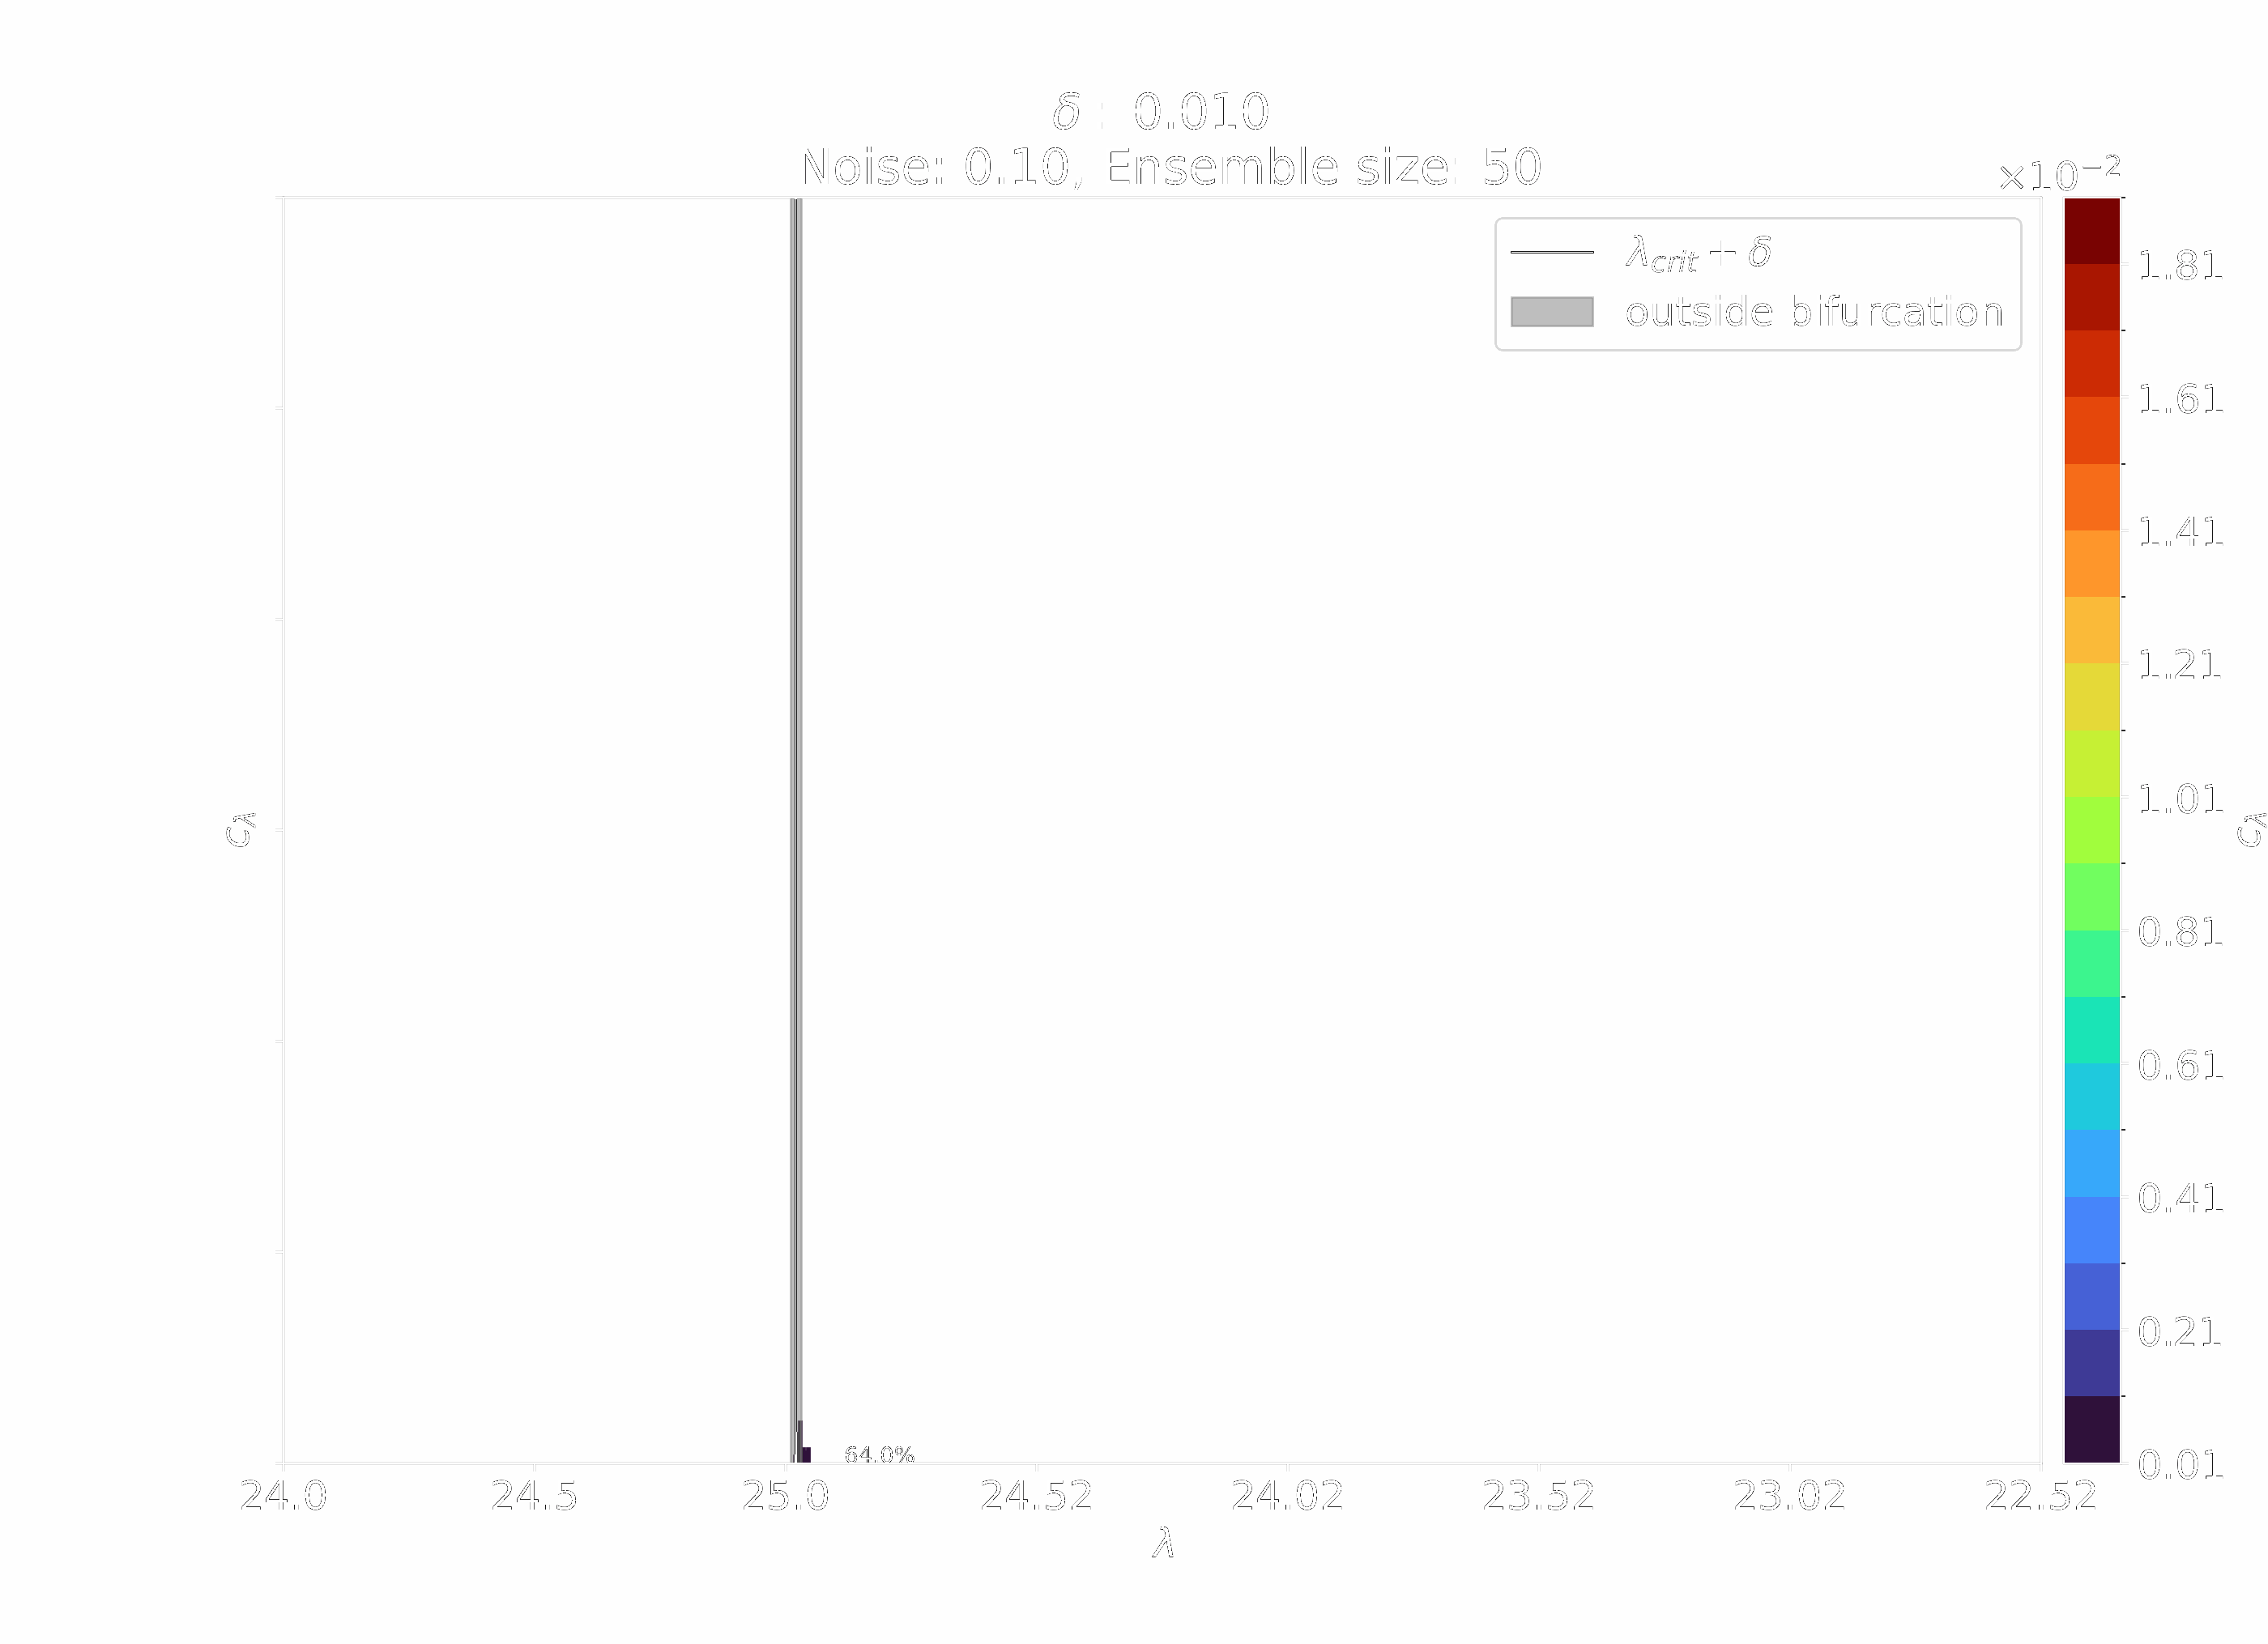 δ : 0.010
Noise: 0.10, Ensemble size: 50
×10⁻²
λcrit + δ
outside bifurcation
1.81
1.61
1.41
1.21
1.01
0.81
0.61
0.41
0.21
0.01
cλ
cλ
64.0%
24.0 24.5 25.0 24.52 24.02 23.52 23.02 22.52
λ